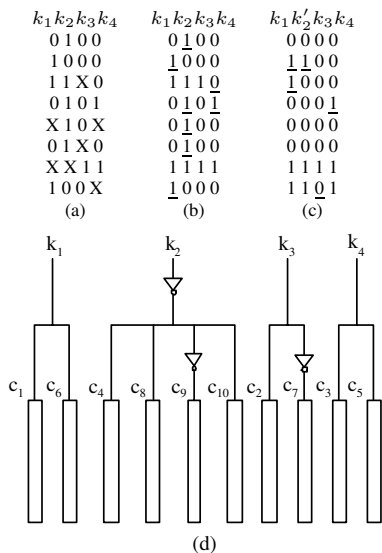 k1k2k3k4 k1k2k3k4 k1k2′k3k4
0 1 0 0 0 1 0 0 0 0 0 0
1 0 0 0 1 0 0 0 1 1 0 0
1 1 X 0 1 1 1 0 1 0 0 0
0 1 0 1 0 1 0 1 0 0 0 1
X 1 0 X 0 1 0 0 0 0 0 0
0 1 X 0 0 1 0 0 0 0 0 0
X X 1 1 1 1 1 1 1 1 1 1
1 0 0 X 1 0 0 0 1 1 0 1
(a) (b) (c)
k1 k2 k3 k4
c1 c6 c4 c8 c9 c10 c2 c7 c3 c5
(d)